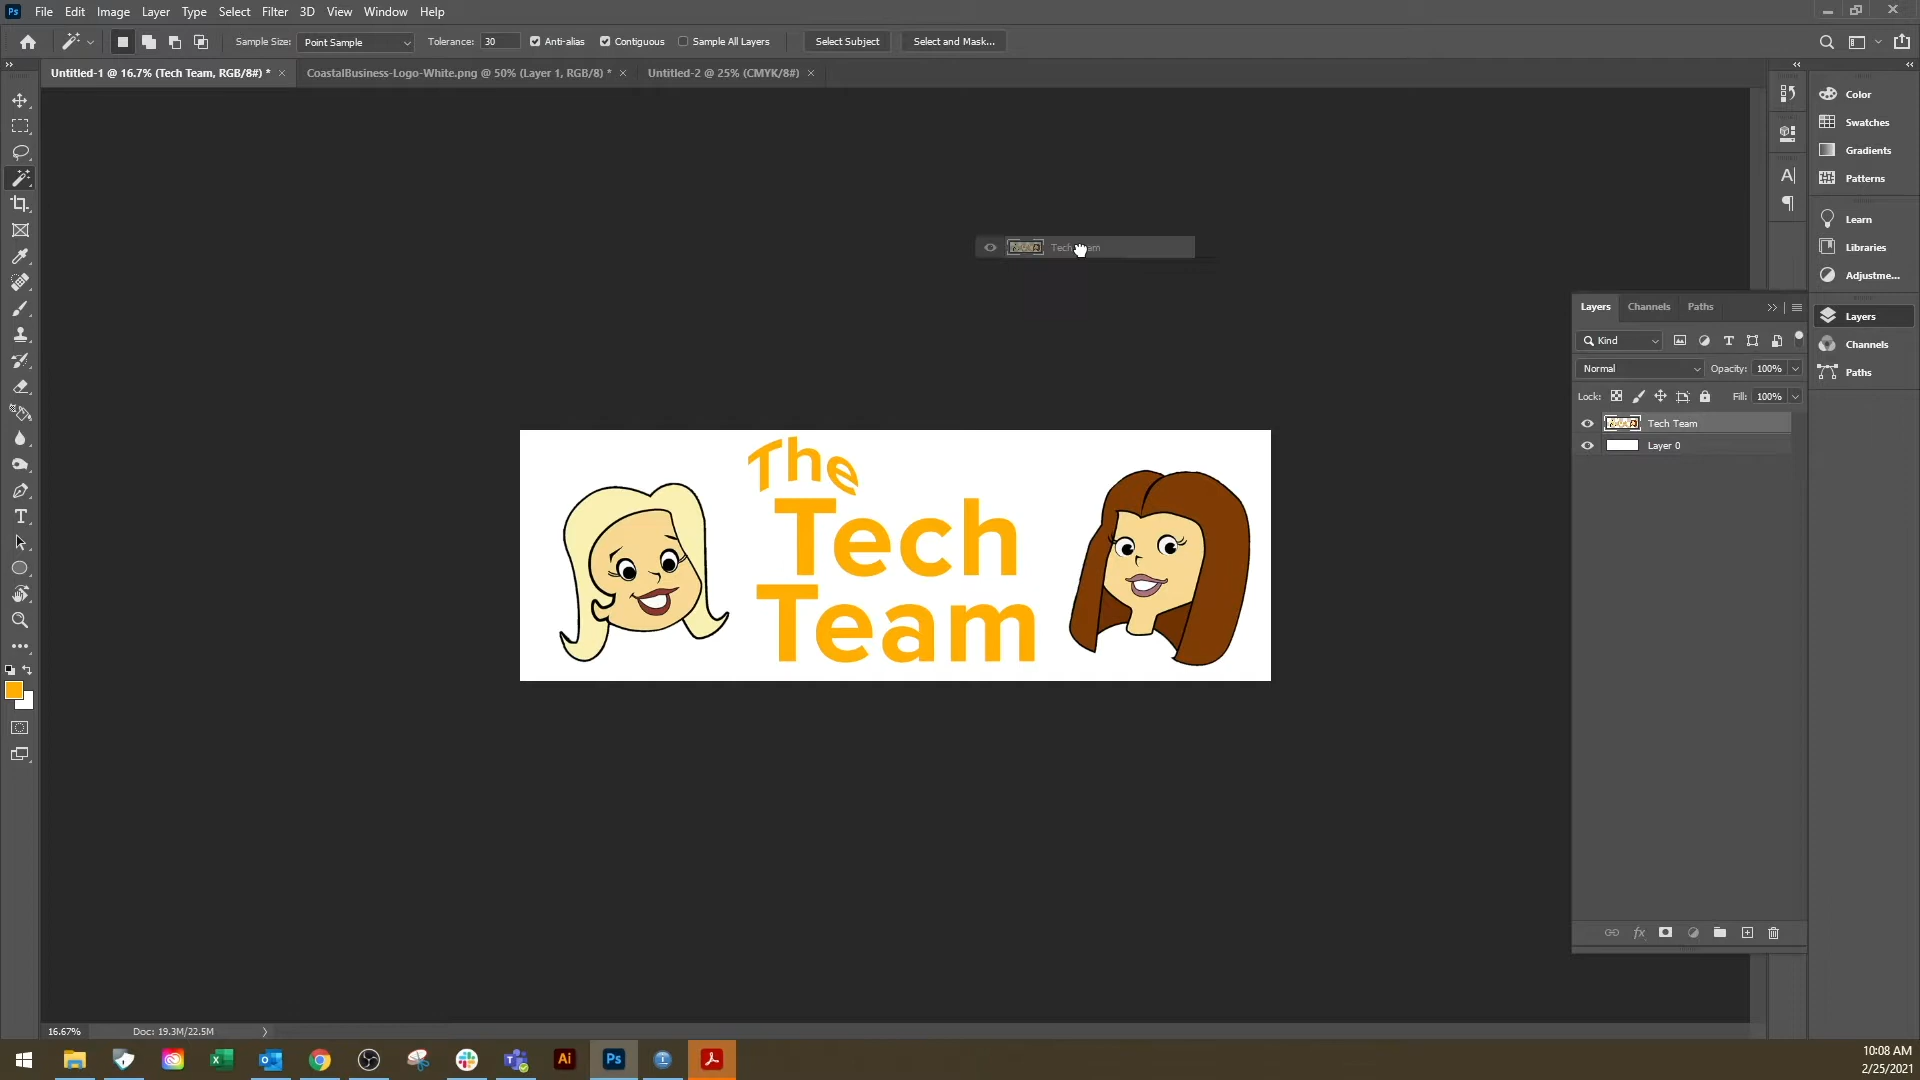 Ps File Edit Image Layer Type Select Filter 3D View Window Help
Sample Size: Point Sample Tolerance: 30 Anti-alias Contiguous Sample All Layers Select Subject Select and Mask...
Untitled-1 @ 16.7% (Tech Team, RGB/8#) * CoastalBusiness-Logo-White.png @ 50% (Layer 1, RGB/8) * Untitled-2 @ 25% (CMYK/8#)
Color
Swatches
Gradients
Patterns
Learn
Libraries
Adjustme...
Layers
Channels
Paths
Layers Channels Paths
Kind
Normal Opacity: 100%
Lock: Fill: 100%
Tech Team
Layer 0
fx
The
Tech
Team
16.67% Doc: 19.3M/22.5M
Ai Ps
10:08 AM
2/25/2021